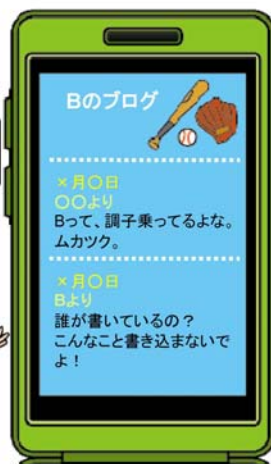 Bのブログ
×月〇日
〇〇より
Bって、調子乗ってるよな。
ムカツク。
×月〇日
Bより
誰が書いているの？
こんなこと書き込まないで
よ！